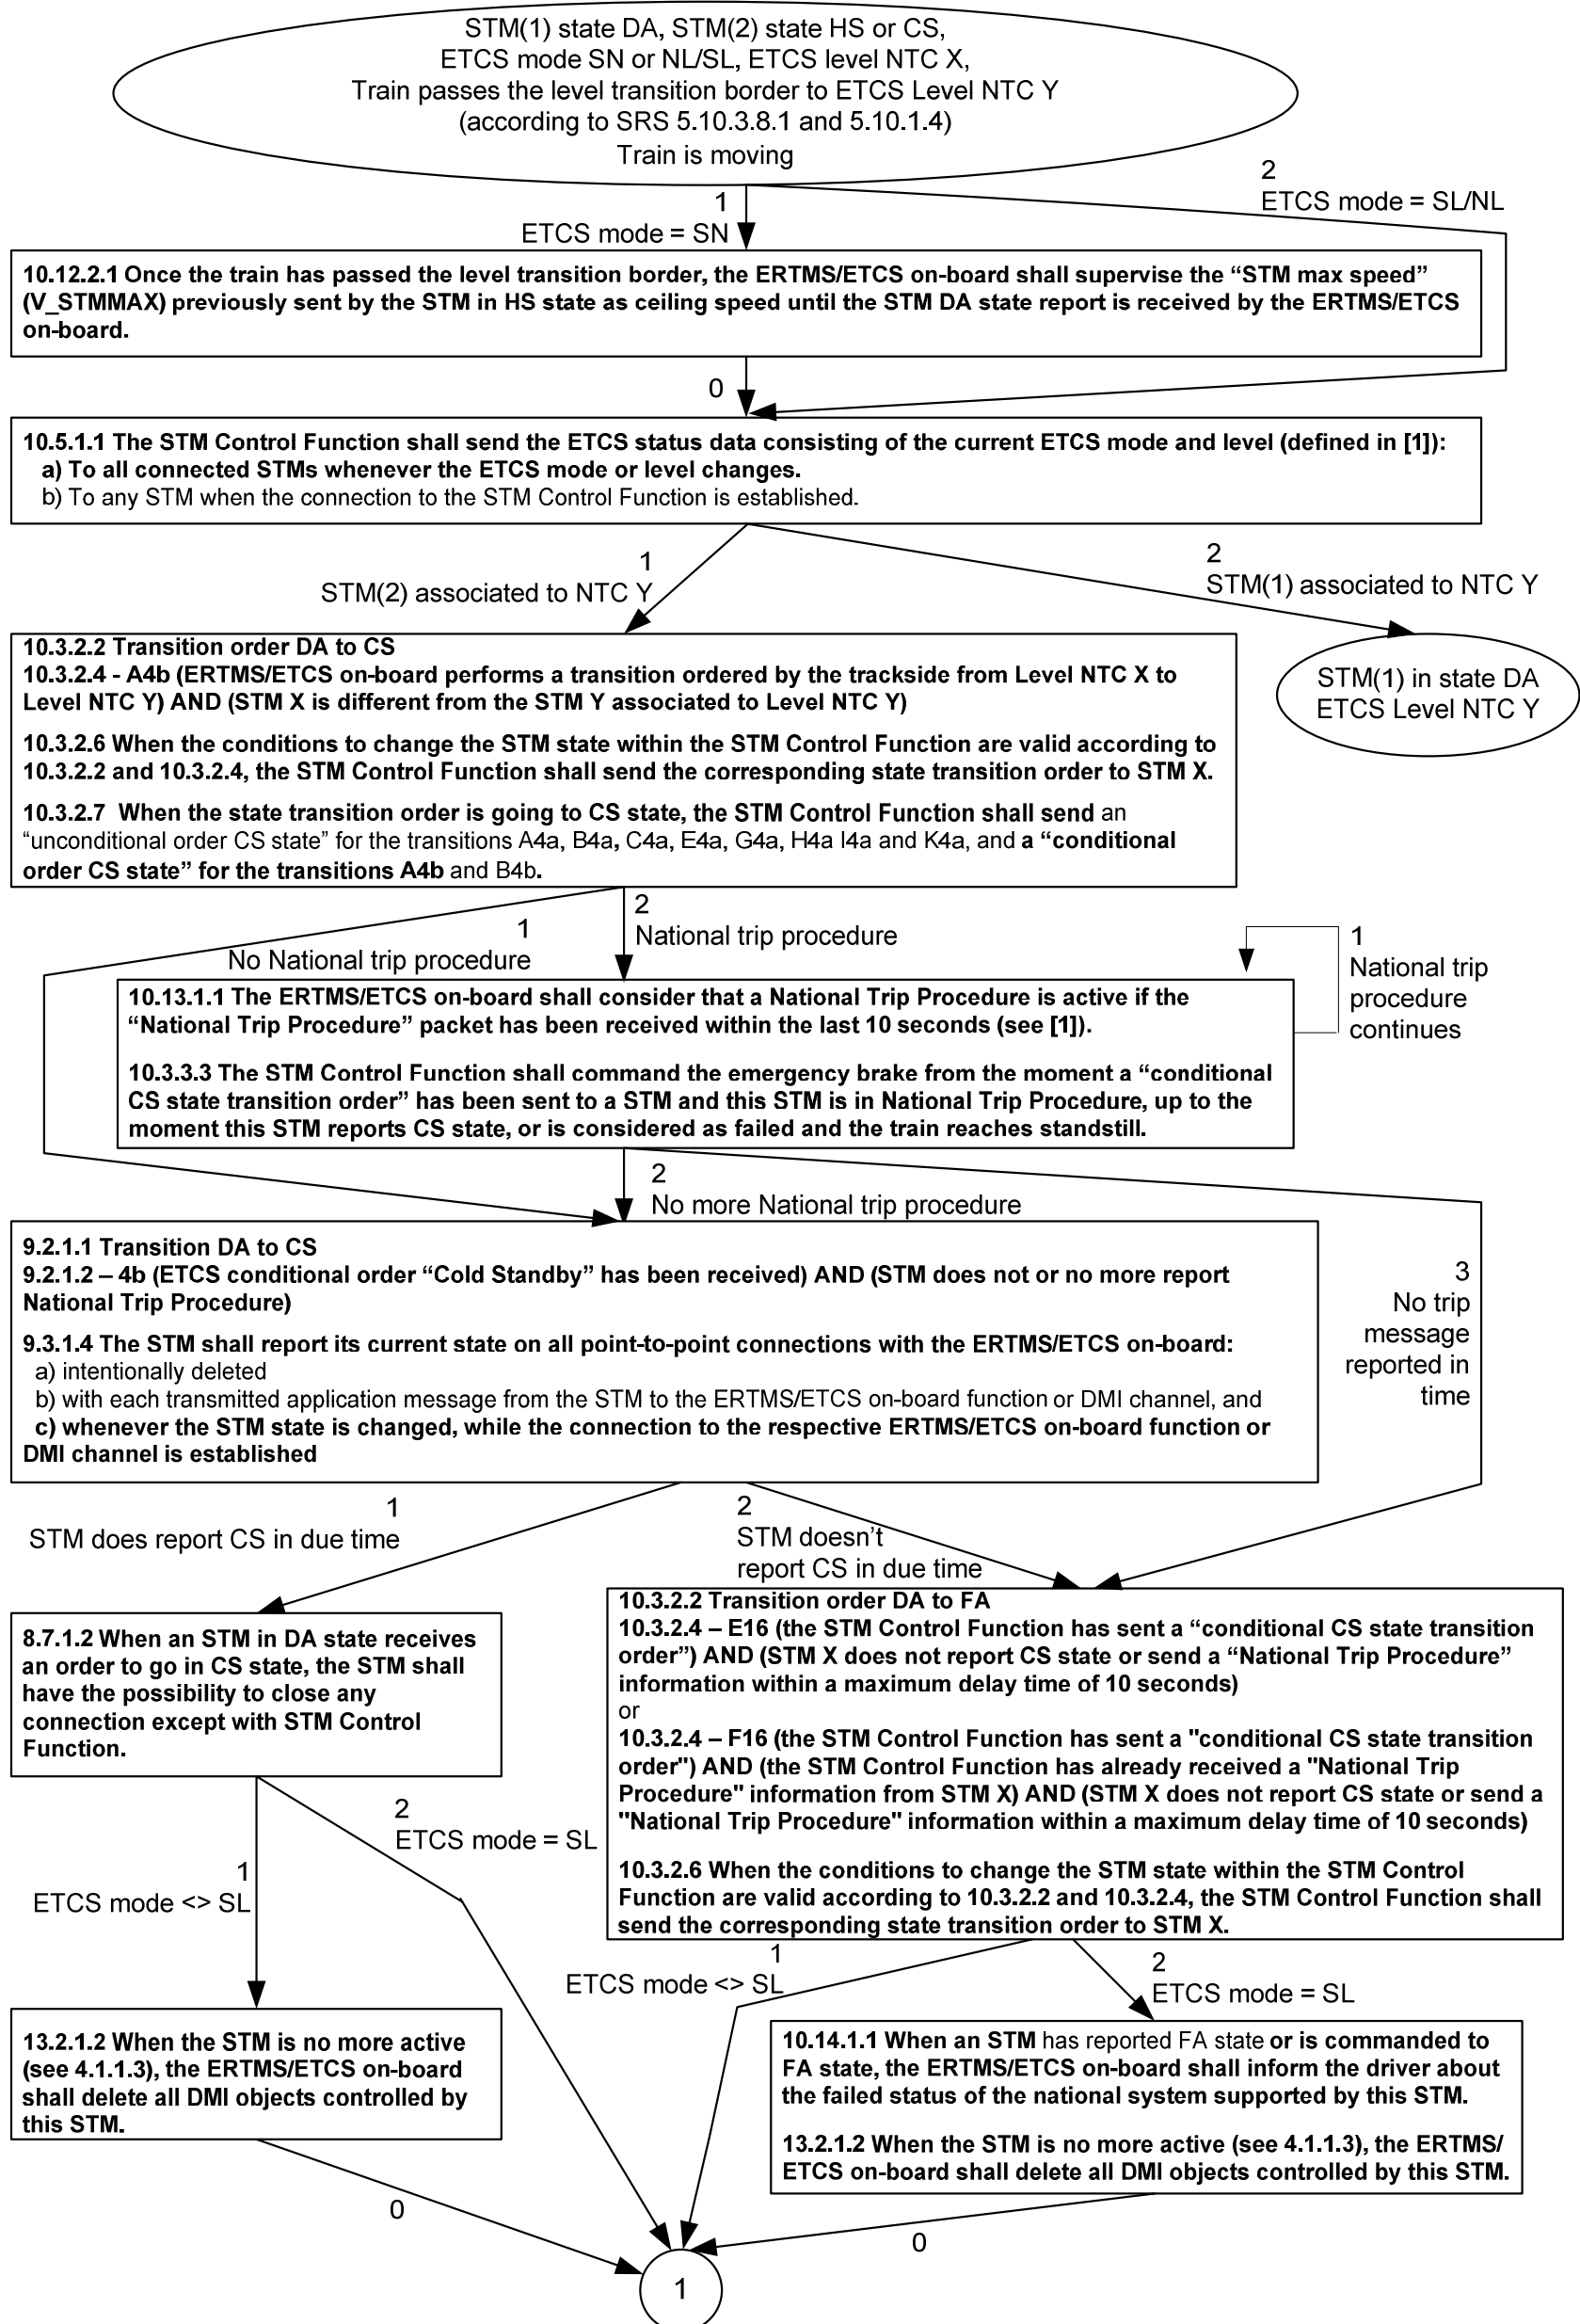 STM(1) state DA, STM(2) state HS or CS,
ETCS mode SN or NL/SL, ETCS level NTC X,
Train passes the level transition border to ETCS Level NTC Y
(according to SRS 5.10.3.8.1 and 5.10.1.4)
Train is moving
1
ETCS mode = SN
2
ETCS mode = SL/NL
10.12.2.1 Once the train has passed the level transition border, the ERTMS/ETCS on-board shall supervise the “STM max speed”
(V_STMMAX) previously sent by the STM in HS state as ceiling speed until the STM DA state report is received by the ERTMS/ETCS
on-board.
0
10.5.1.1 The STM Control Function shall send the ETCS status data consisting of the current ETCS mode and level (defined in [1]):
a) To all connected STMs whenever the ETCS mode or level changes.
b) To any STM when the connection to the STM Control Function is established.
1
STM(2) associated to NTC Y
2
STM(1) associated to NTC Y
10.3.2.2 Transition order DA to CS
10.3.2.4 - A4b (ERTMS/ETCS on-board performs a transition ordered by the trackside from Level NTC X to
Level NTC Y) AND (STM X is different from the STM Y associated to Level NTC Y)
10.3.2.6 When the conditions to change the STM state within the STM Control Function are valid according to
10.3.2.2 and 10.3.2.4, the STM Control Function shall send the corresponding state transition order to STM X.
10.3.2.7 When the state transition order is going to CS state, the STM Control Function shall send an
“unconditional order CS state” for the transitions A4a, B4a, C4a, E4a, G4a, H4a I4a and K4a, and a “conditional
order CS state” for the transitions A4b and B4b.
STM(1) in state DA
ETCS Level NTC Y
1
No National trip procedure
2
National trip procedure
10.13.1.1 The ERTMS/ETCS on-board shall consider that a National Trip Procedure is active if the
“National Trip Procedure” packet has been received within the last 10 seconds (see [1]).
10.3.3.3 The STM Control Function shall command the emergency brake from the moment a “conditional
CS state transition order” has been sent to a STM and this STM is in National Trip Procedure, up to the
moment this STM reports CS state, or is considered as failed and the train reaches standstill.
1
National trip
procedure
continues
2
No more National trip procedure
3
No trip
message
reported in
time
9.2.1.1 Transition DA to CS
9.2.1.2 – 4b (ETCS conditional order “Cold Standby” has been received) AND (STM does not or no more report
National Trip Procedure)
9.3.1.4 The STM shall report its current state on all point-to-point connections with the ERTMS/ETCS on-board:
a) intentionally deleted
b) with each transmitted application message from the STM to the ERTMS/ETCS on-board function or DMI channel, and
c) whenever the STM state is changed, while the connection to the respective ERTMS/ETCS on-board function or
DMI channel is established
1
STM does report CS in due time
2
STM doesn’t
report CS in due time
8.7.1.2 When an STM in DA state receives
an order to go in CS state, the STM shall
have the possibility to close any
connection except with STM Control
Function.
10.3.2.2 Transition order DA to FA
10.3.2.4 – E16 (the STM Control Function has sent a “conditional CS state transition
order”) AND (STM X does not report CS state or send a “National Trip Procedure”
information within a maximum delay time of 10 seconds)
or
10.3.2.4 – F16 (the STM Control Function has sent a "conditional CS state transition
order") AND (the STM Control Function has already received a "National Trip
Procedure" information from STM X) AND (STM X does not report CS state or send a
"National Trip Procedure" information within a maximum delay time of 10 seconds)
10.3.2.6 When the conditions to change the STM state within the STM Control
Function are valid according to 10.3.2.2 and 10.3.2.4, the STM Control Function shall
send the corresponding state transition order to STM X.
1
ETCS mode <> SL
2
ETCS mode = SL
1
ETCS mode <> SL
2
ETCS mode = SL
13.2.1.2 When the STM is no more active
(see 4.1.1.3), the ERTMS/ETCS on-board
shall delete all DMI objects controlled by
this STM.
10.14.1.1 When an STM has reported FA state or is commanded to
FA state, the ERTMS/ETCS on-board shall inform the driver about
the failed status of the national system supported by this STM.
13.2.1.2 When the STM is no more active (see 4.1.1.3), the ERTMS/
ETCS on-board shall delete all DMI objects controlled by this STM.
0
0
1